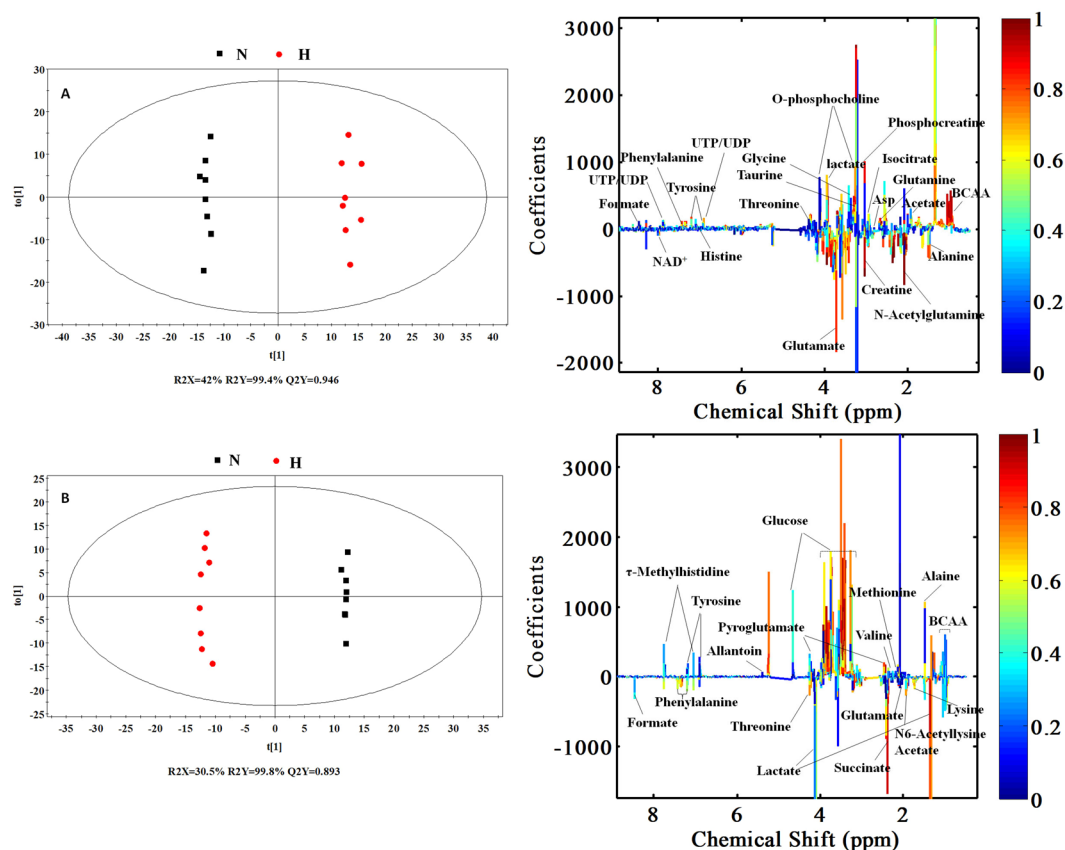 N H
A
to[1]
30
20
10
0
-10
-20
-30
-40 -35 -30 -25 -20 -15 -10 -5 0 5 10 15 20 25 30 35 40
t[1]
R2X=42% R2Y=99.4% Q2Y=0.946
Coefficients
3000
2000
1000
0
-1000
-2000
O-phosphocholine
Phosphocreatine
UTP/UDP
Glycine
lactate
Isocitrate
Phenylalanine
Taurine
Glutamine
UTP/UDP
Tyrosine
Asp
Acetate
BCAA
Formate
Threonine
NAD+
Histine
Alanine
Creatine
N-Acetylglutamine
Glutamate
8 6 4 2
Chemical Shift (ppm)
1
0.8
0.6
0.4
0.2
0
N H
B
to[1]
25
20
15
10
5
0
-5
-10
-15
-20
-25
-35 -30 -25 -20 -15 -10 -5 0 5 10 15 20 25 30 35
t[1]
R2X=30.5% R2Y=99.8% Q2Y=0.893
Coefficients
3000
2000
1000
0
-1000
Glucose
τ-Methylhistidine
Methionine
Alaine
Tyrosine
Pyroglutamate
BCAA
Allantoin
Valine
Phenylalanine
Formate
Threonine
Glutamate
Lysine
N6-Acetyllysine
Acetate
Lactate
Succinate
8 6 4 2
Chemical Shift (ppm)
1
0.8
0.6
0.4
0.2
0